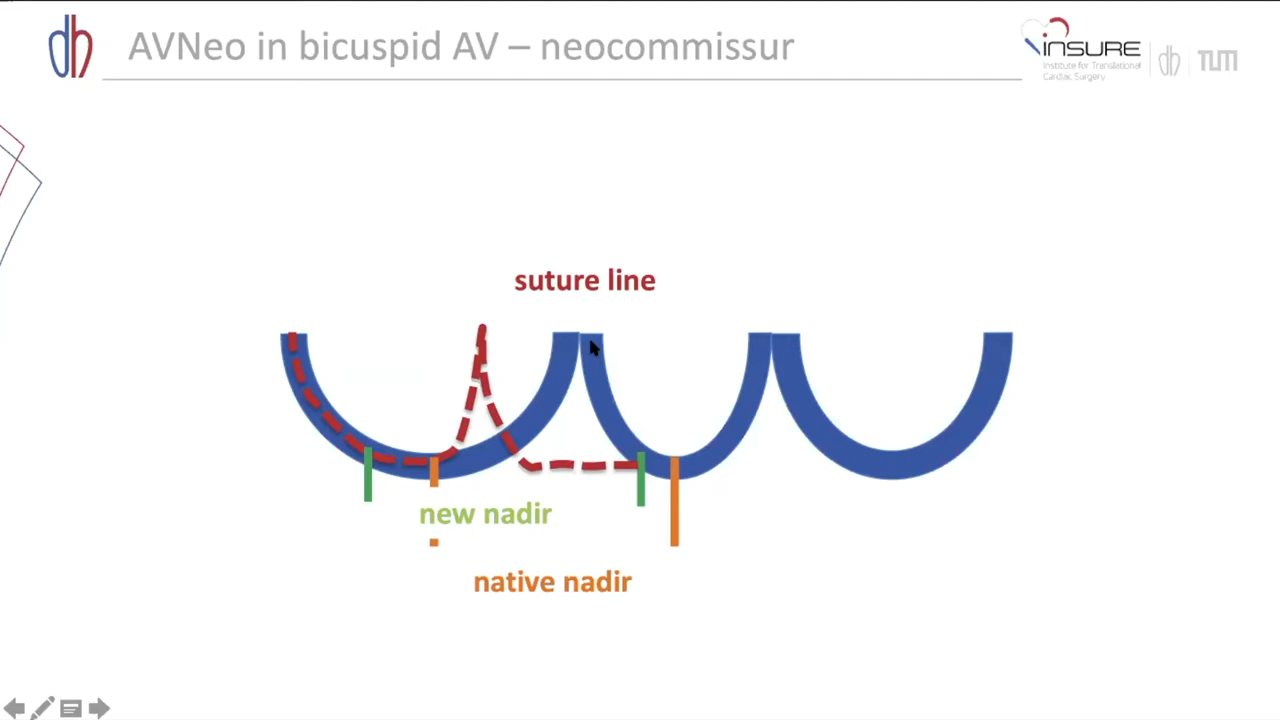 AVNeo in bicuspid AV – neocommissur
INSURE
Institute for Translational
Cardiac Surgery
TUM
suture line
new nadir
native nadir